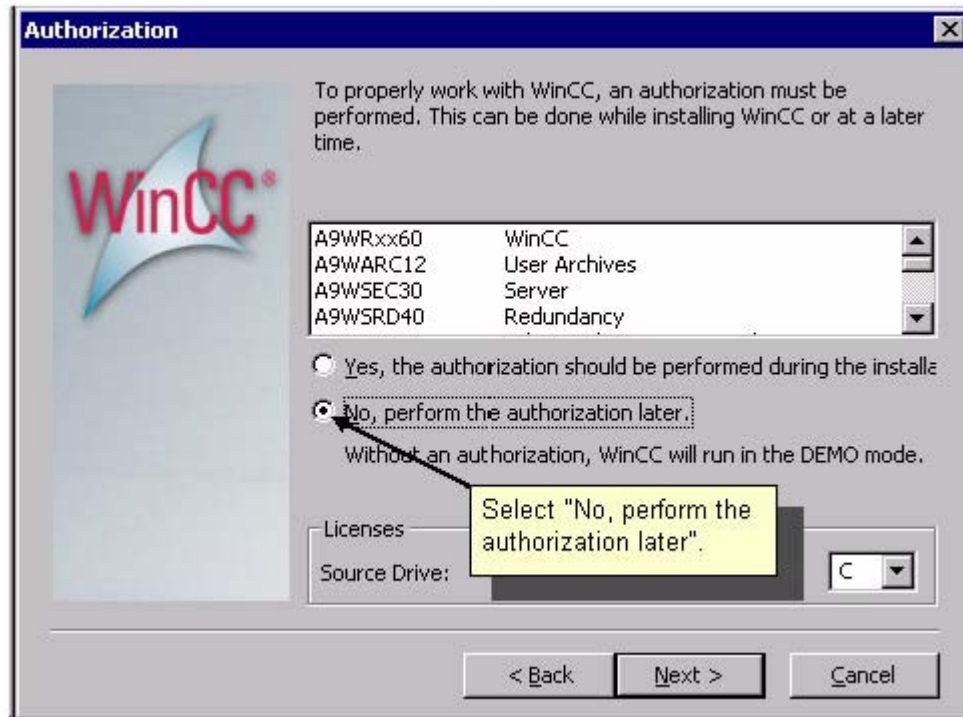 Authorization
To properly work with WinCC, an authorization must be
performed. This can be done while installing WinCC or at a later
time.
WinCC®
A9WRxx60 WinCC
A9WARC12 User Archives
A9WSEC30 Server
A9WSRD40 Redundancy
Yes, the authorization should be performed during the installa
No, perform the authorization later.
Without an authorization, WinCC will run in the DEMO mode.
Select "No, perform the
authorization later".
Licenses
Source Drive:
C
< Back
Next >
Cancel